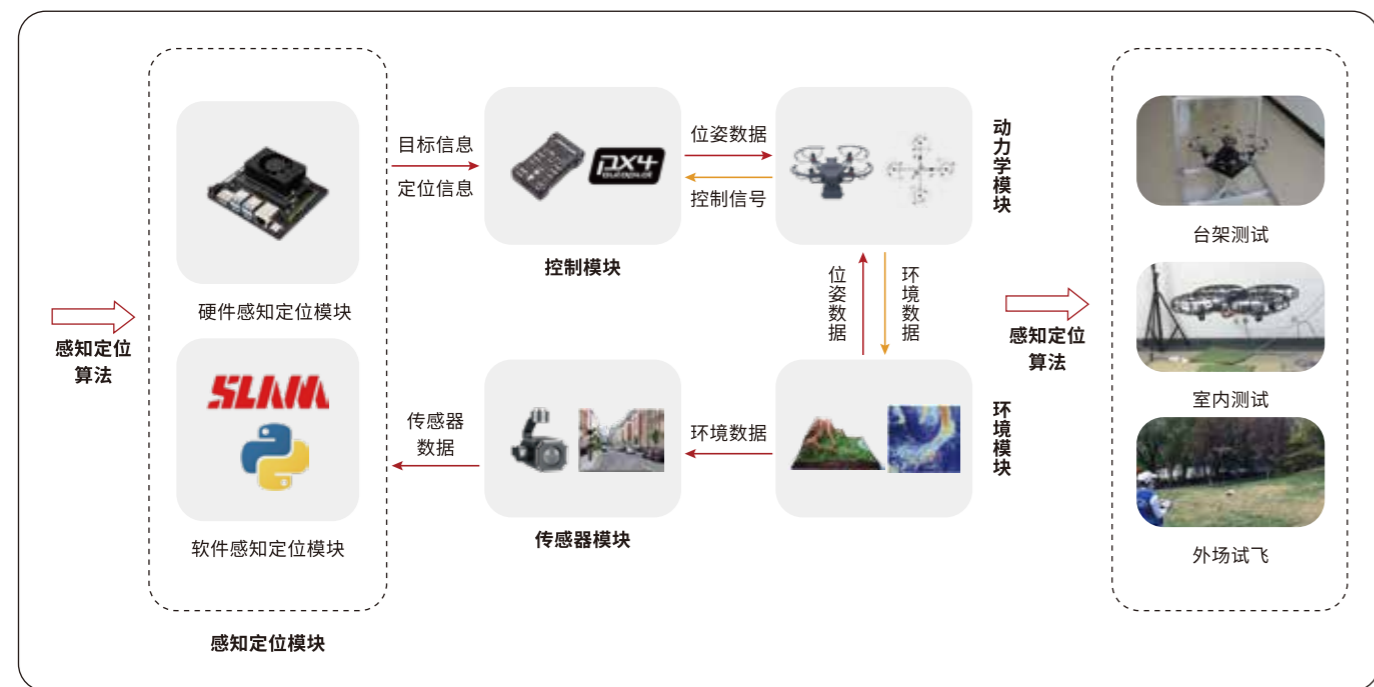 感知定位
算法
硬件感知定位模块
SLAM
软件感知定位模块
感知定位模块
目标信息
定位信息
px4
autopilot
控制模块
位姿数据
控制信号
动力学模块
位姿数据
环境数据
传感器
数据
传感器模块
环境数据
环境模块
感知定位
算法
台架测试
室内测试
外场试飞